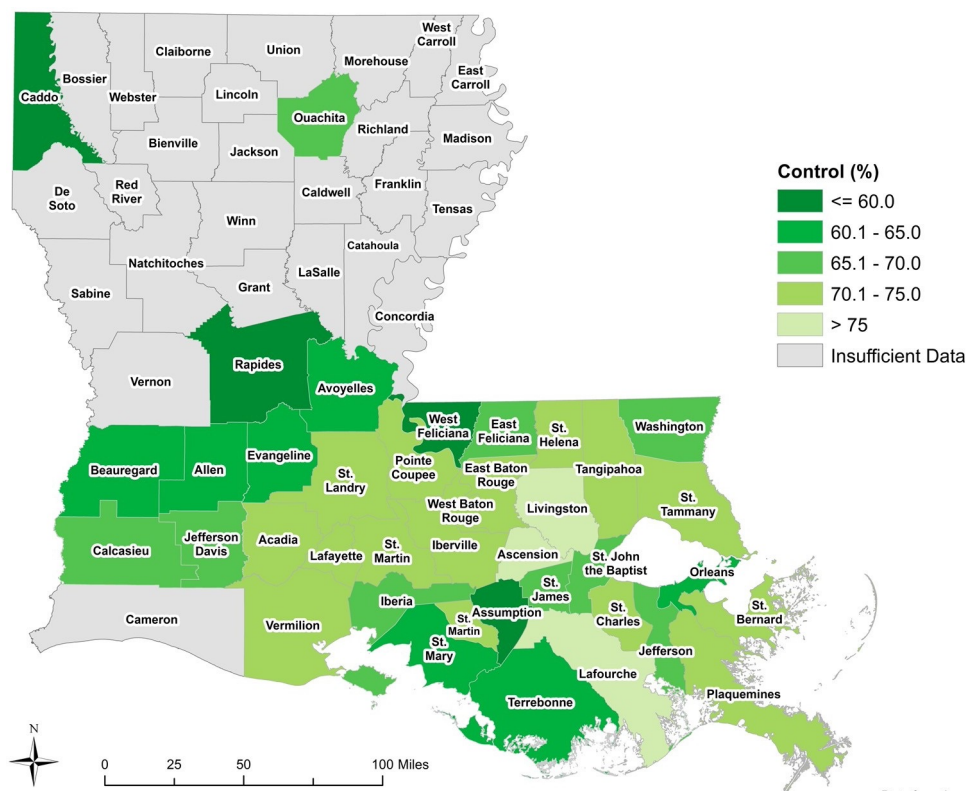 West
Carroll
Union
Claiborne
Morehouse
East
Carroll
Bossier
Caddo
Webster
Lincoln
Ouachita
Richland
Madison
Bienville
Jackson
De
Soto
Red
River
Caldwell
Franklin
Tensas
Winn
Catahoula
Natchitoches
LaSalle
Grant
Sabine
Concordia
Rapides
Vernon
Avoyelles
Control (%)
<= 60.0
60.1 - 65.0
65.1 - 70.0
70.1 - 75.0
> 75
Insufficient Data
West
Feliciana
East
Feliciana
St.
Helena
Washington
Beauregard
Allen
Evangeline
St.
Landry
Pointe
Coupee
East Baton
Rouge
Tangipahoa
St.
Tammany
West Baton
Rouge
Livingston
Calcasieu
Jefferson
Davis
Acadia
Lafayette
St.
Martin
Iberville
Ascension
St. John
the Baptist
Orleans
Cameron
Vermilion
Iberia
St.
Martin
Assumption
St.
James
St.
Charles
St.
Bernard
St.
Mary
Jefferson
Lafourche
Terrebonne
Plaquemines
N
0 25 50 100 Miles